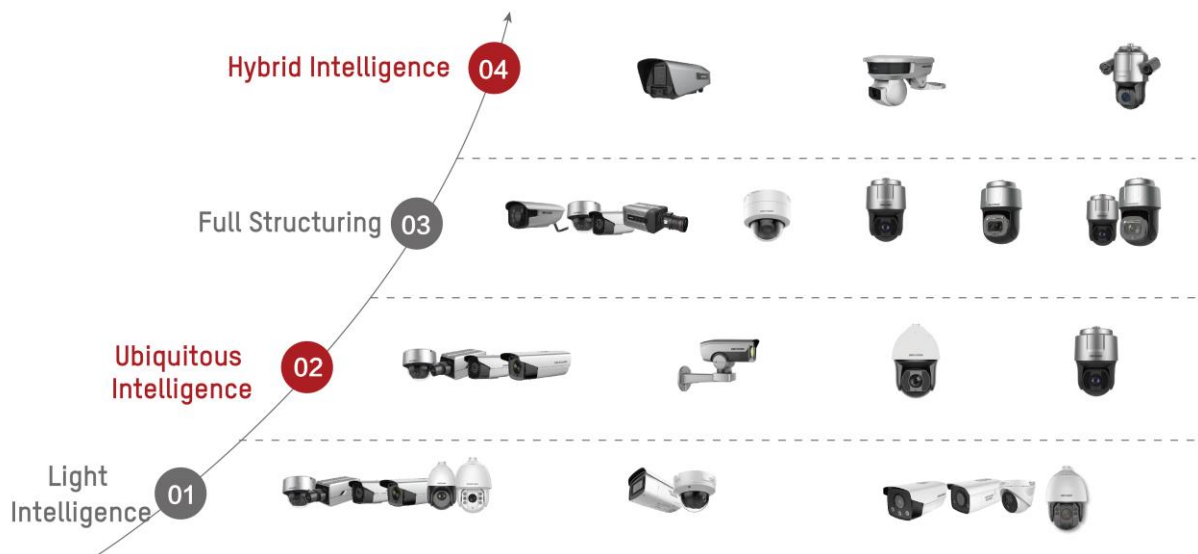 Hybrid Intelligence 04
Full Structuring 03
Ubiquitous
Intelligence 02
Light
Intelligence 01